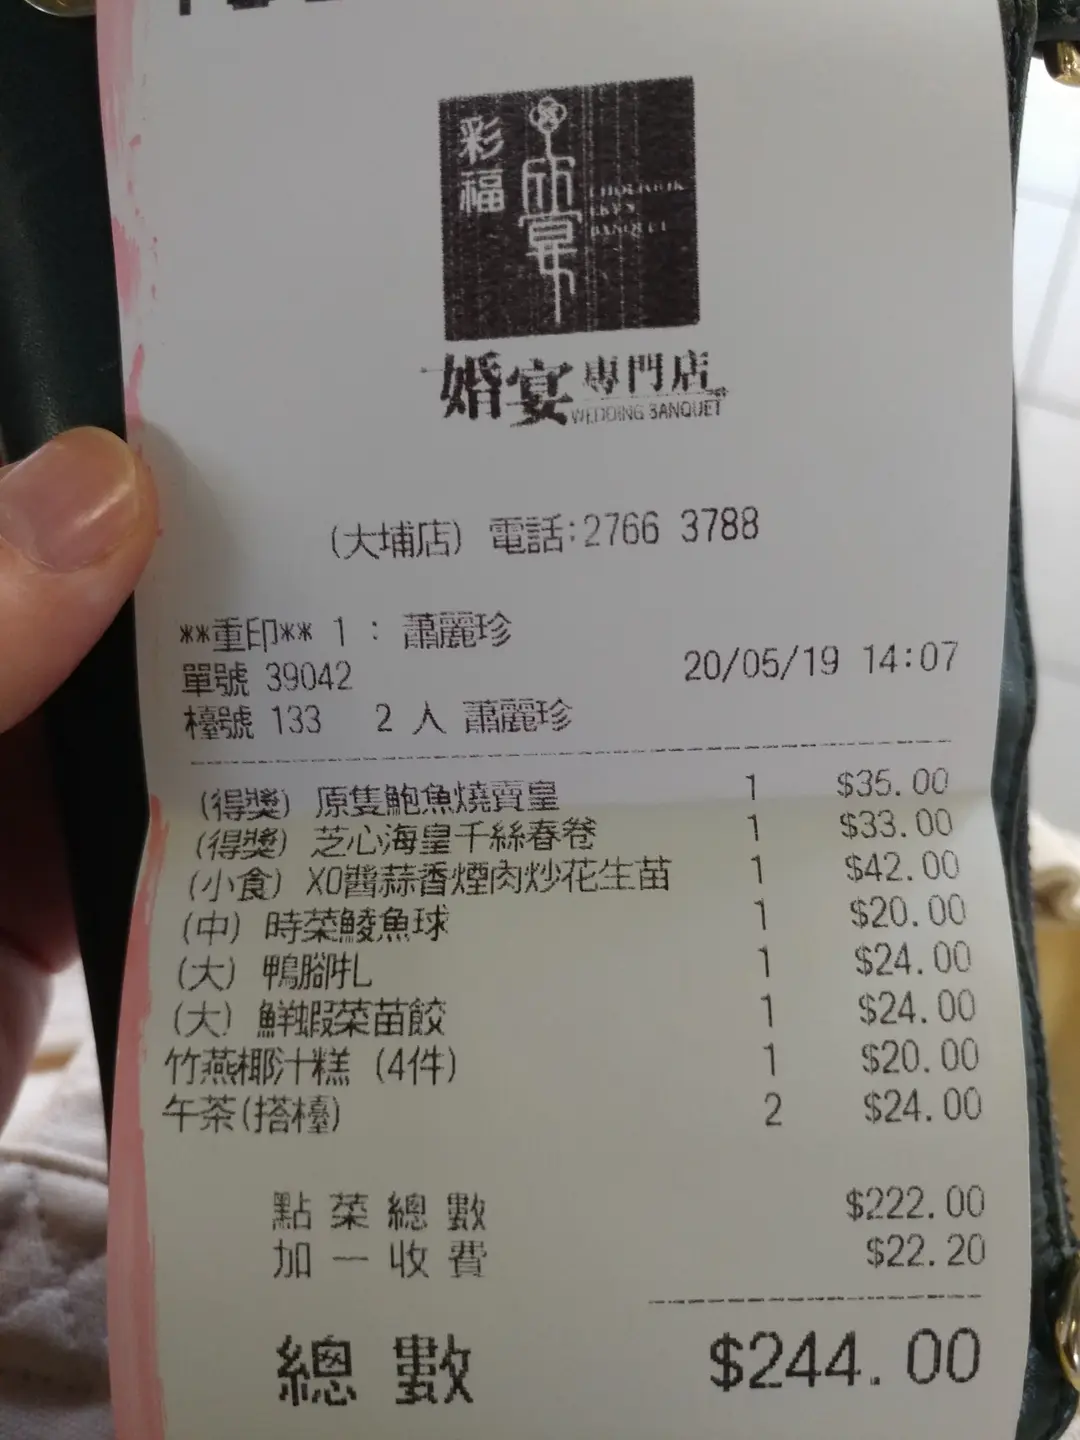 彩福
欣宴
BANQUET
婚宴專門店
WEDDING BANQUET
(大埔店) 電話:2766 3788
**重印** 1 : 蕭麗珍
單號 39042 20/05/19 14:07
檯號 133 2 人 蕭麗珍
(得獎) 原隻鮑魚燒賣皇 1 $35.00
(得獎) 芝心海皇千絲春卷 1 $33.00
(小食) XO醬蒜香煙肉炒花生苗 1 $42.00
(中) 時菜鯪魚球 1 $20.00
(大) 鴨腳扎 1 $24.00
(大) 鮮蝦菜苗餃 1 $24.00
竹燕椰汁糕 (4件) 1 $20.00
午茶(搭檯) 2 $24.00
點菜總數 $222.00
加一收費 $22.20
總數 $244.00